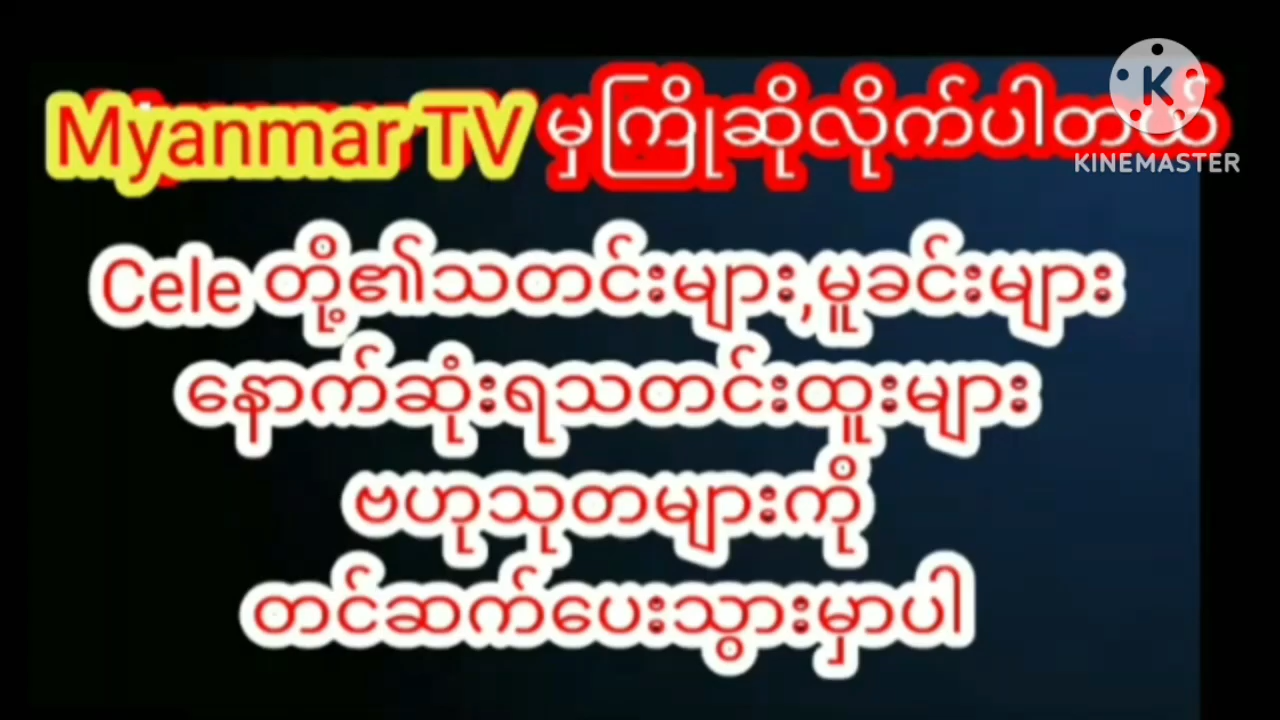 Myanmar TV မှကြိုဆိုလိုက်ပါတယ်
KINEMASTER
Cele တို့၏သတင်းများ,မူခင်းများ
နောက်ဆုံးရသတင်းထူးများ
ဗဟုသုတများကို
တင်ဆက်ပေးသွားမှာပါ